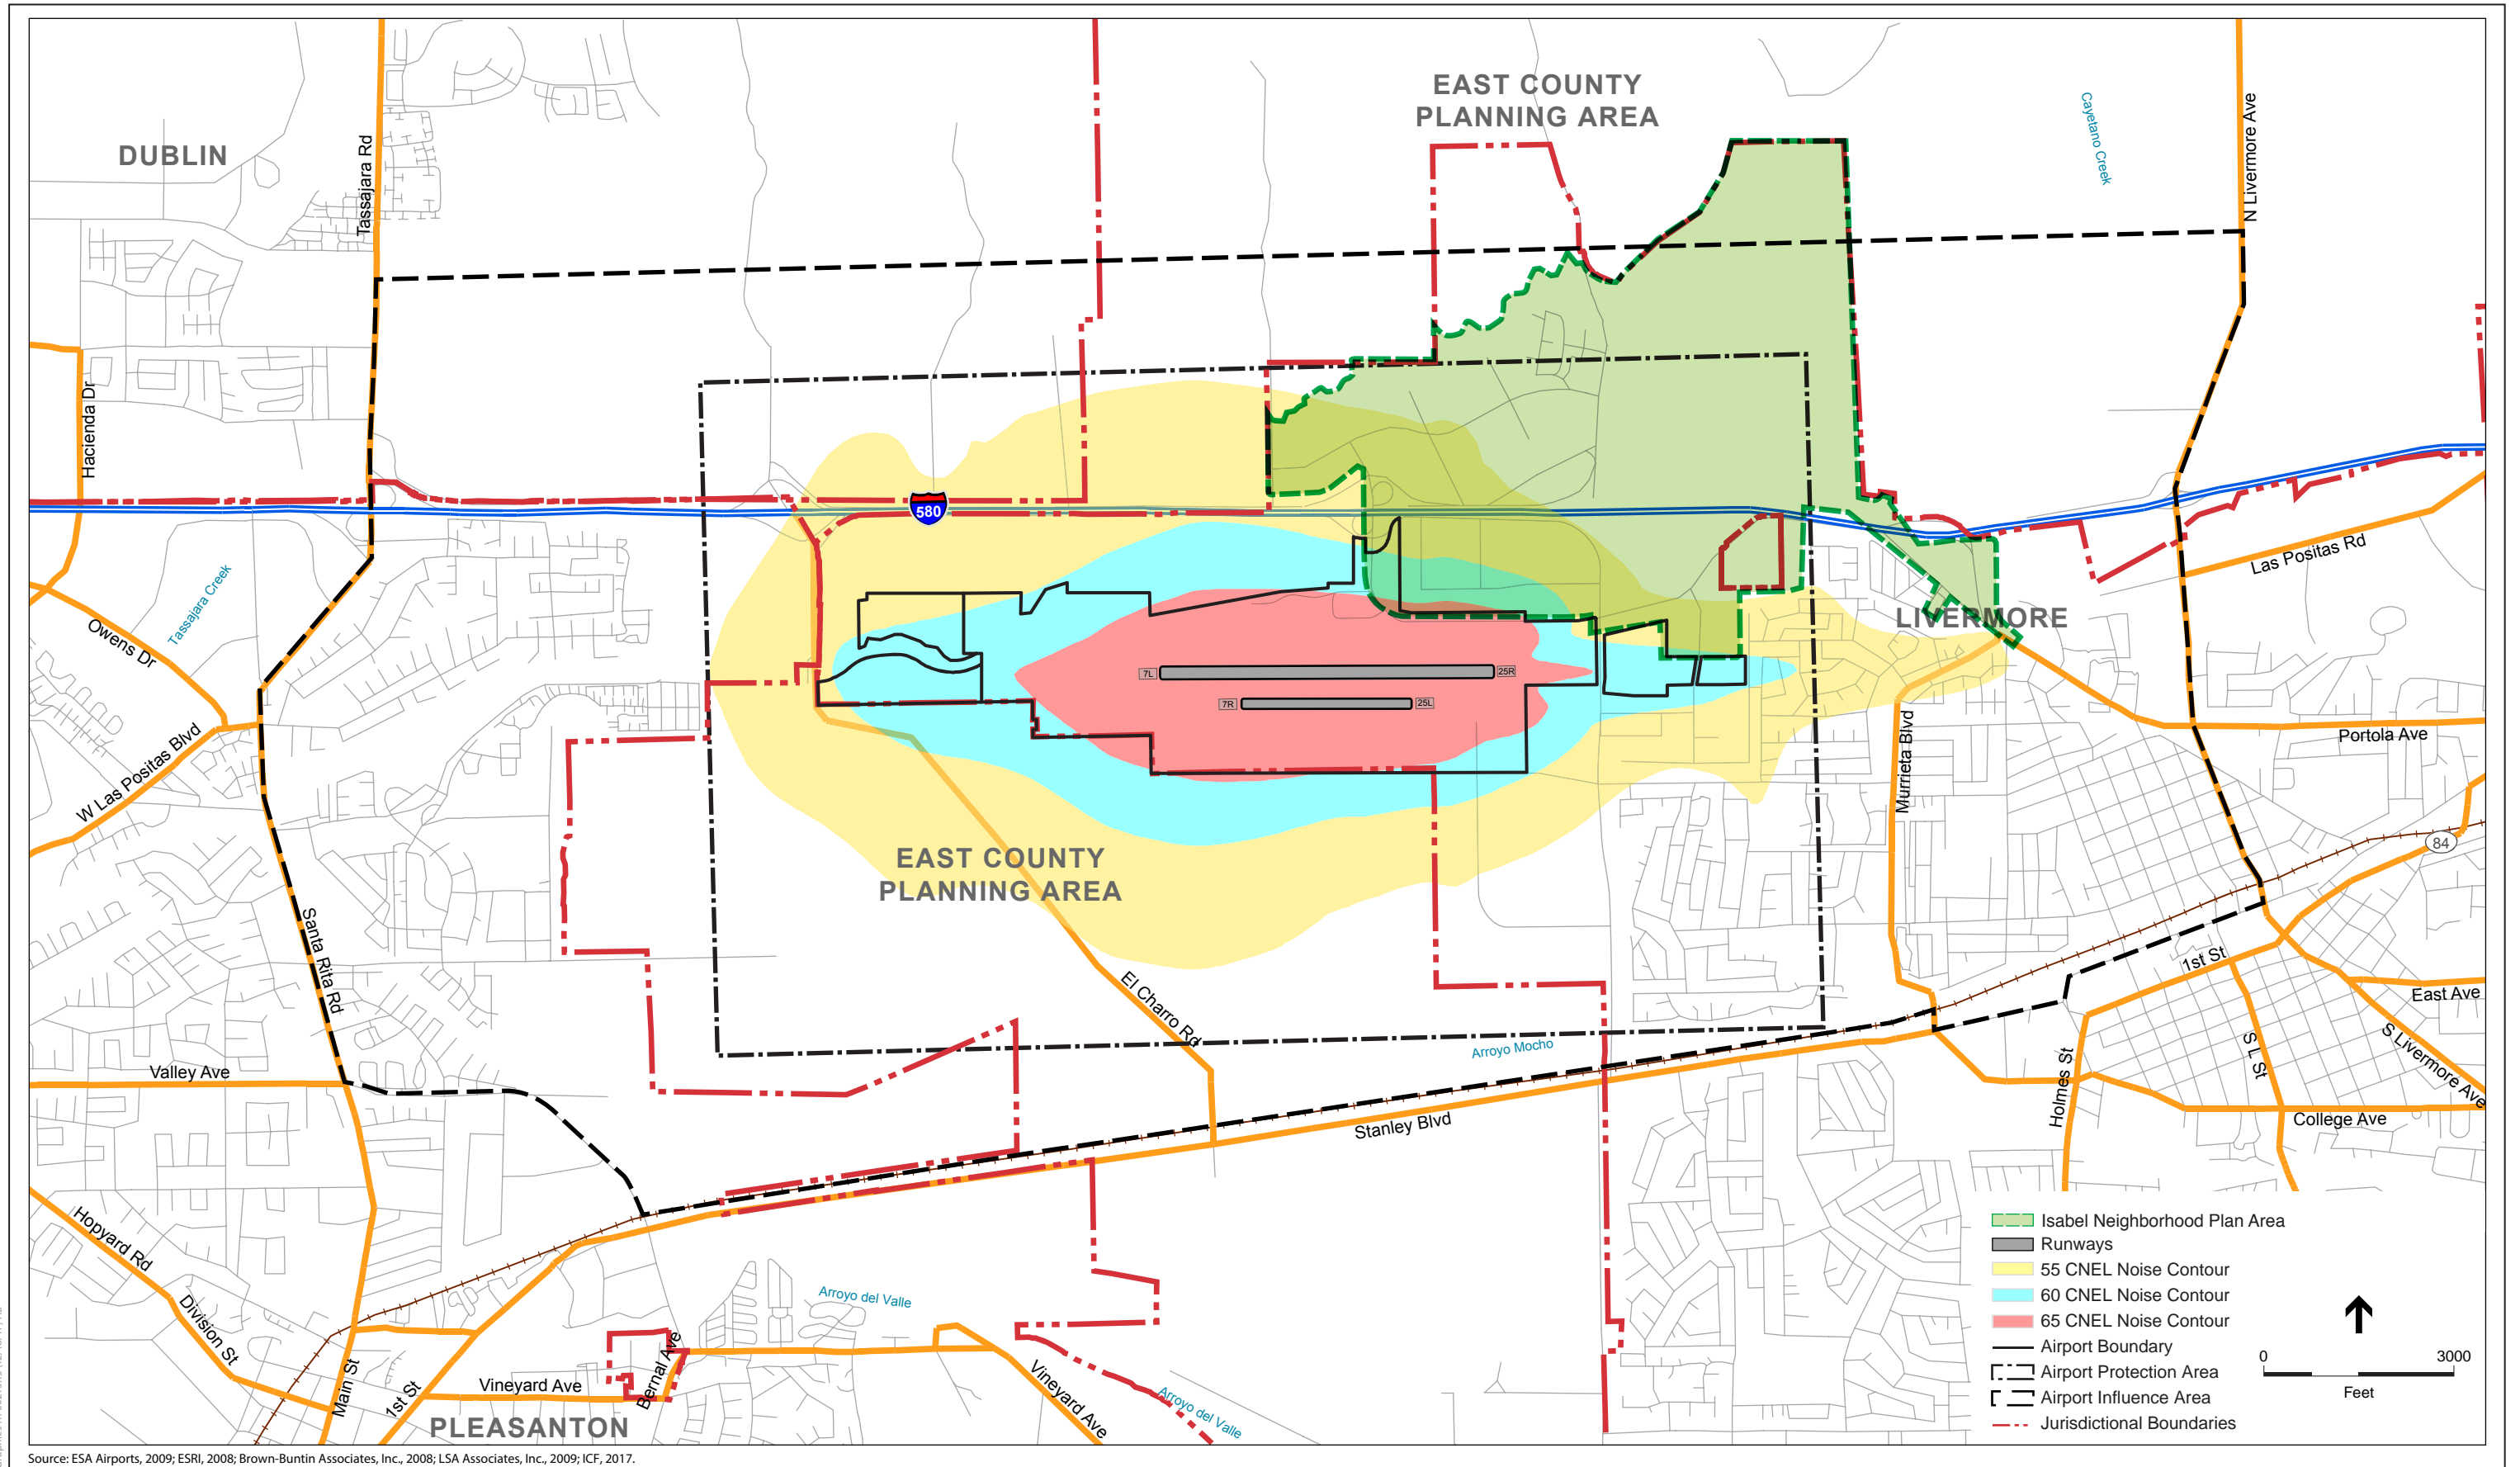 EAST COUNTY
PLANNING AREA
DUBLIN
Tassajara Rd
Cayetano Creek
N Livermore Ave
Hacienda Dr
580
Las Positas Rd
Tassajara Creek
Owens Dr
LIVERMORE
7L
25R
7R
25L
W Las Positas Blvd
Murrieta Blvd
Portola Ave
84
EAST COUNTY
PLANNING AREA
Santa Rita Rd
El Charro Rd
1st St
East Ave
S Livermore Ave
S L St
Arroyo Mocho
Valley Ave
Holmes St
Stanley Blvd
College Ave
Hopyard Rd
Division St
Arroyo del Valle
Main St
1st St
Vineyard Ave
Bernal Ave
Vineyard Ave
Arroyo del Valle
PLEASANTON
Isabel Neighborhood Plan Area
Runways
55 CNEL Noise Contour
60 CNEL Noise Contour
65 CNEL Noise Contour
Airport Boundary
Airport Protection Area
Airport Influence Area
Jurisdictional Boundaries
0 3000
Feet
Source: ESA Airports, 2009; ESRI, 2008; Brown-Buntin Associates, Inc., 2008; LSA Associates, Inc., 2009; ICF, 2017.